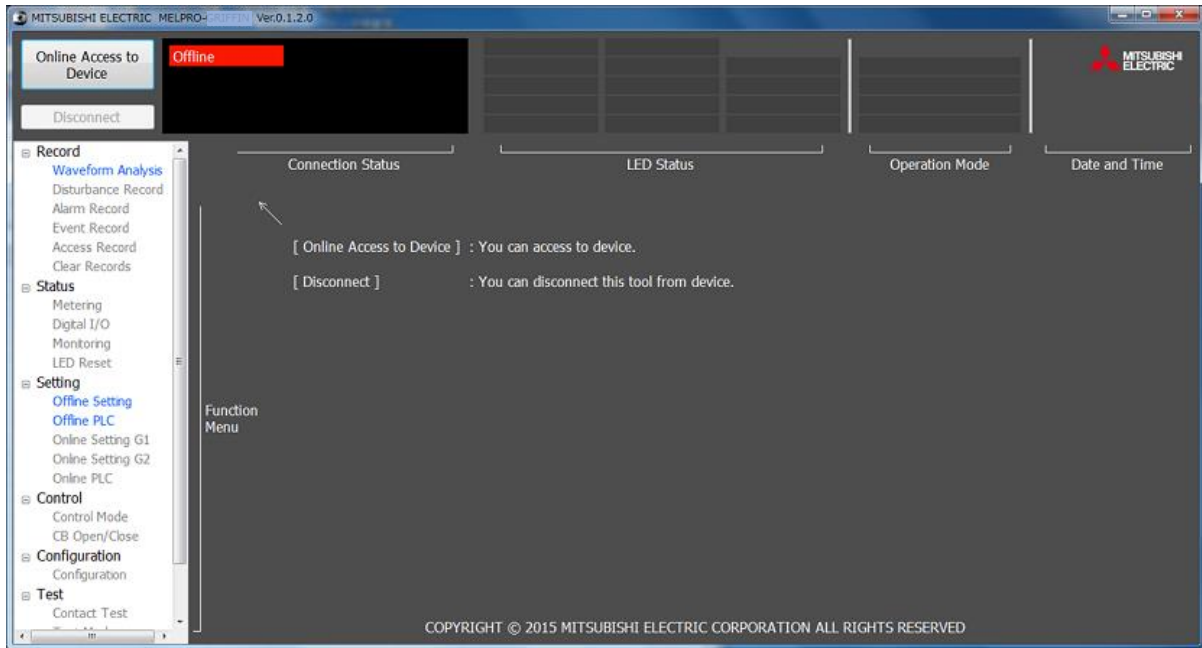 MITSUBISHI ELECTRIC MELPRO-GRIFFIN Ver.0.1.2.0
Online Access to
Device
Disconnect
Offline
MITSUBISHI
ELECTRIC
Connection Status
LED Status
Operation Mode
Date and Time
Record
Waveform Analysis
Disturbance Record
Alarm Record
Event Record
Access Record
Clear Records
Status
Metering
Digital I/O
Monitoring
LED Reset
Setting
Offline Setting
Offline PLC
Online Setting G1
Online Setting G2
Online PLC
Control
Control Mode
CB Open/Close
Configuration
Configuration
Test
Contact Test
Function
Menu
[ Online Access to Device ] : You can access to device.
[ Disconnect ] : You can disconnect this tool from device.
COPYRIGHT © 2015 MITSUBISHI ELECTRIC CORPORATION ALL RIGHTS RESERVED